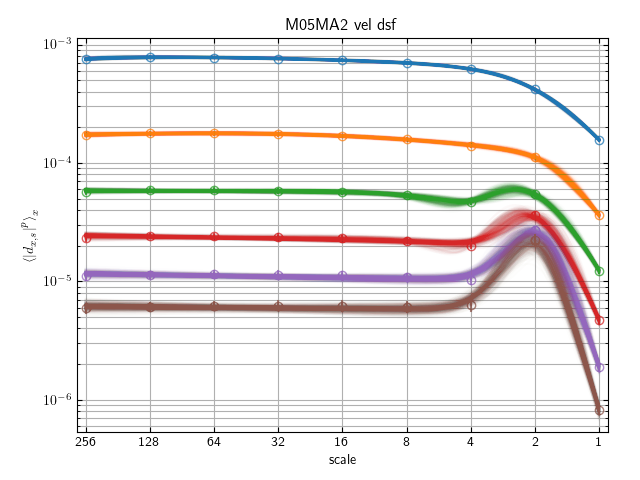 M05MA2 vel dsf
⟨|d_{x,s}|^p⟩_x
10^{-3}
10^{-4}
10^{-5}
10^{-6}
256 128 64 32 16 8 4 2 1
scale